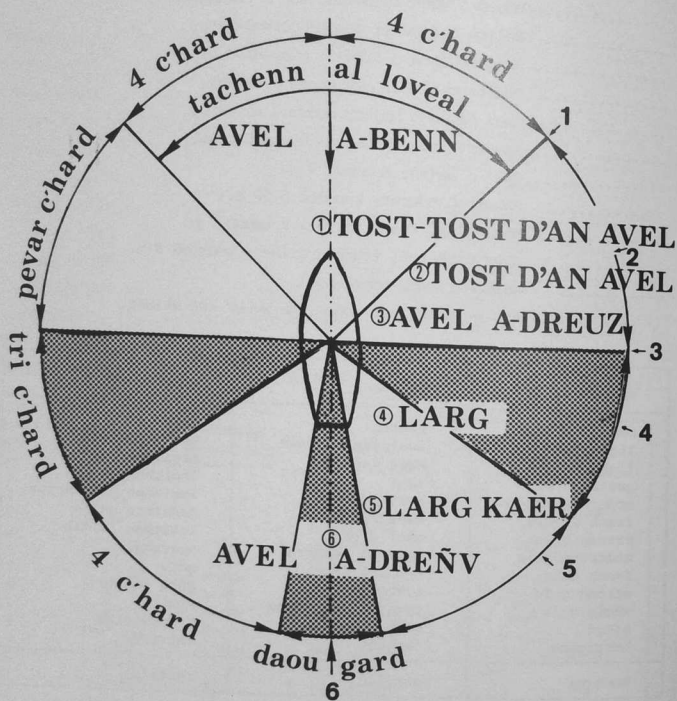 4 c'hard 4 c'hard
tachenn al loveal
AVEL A-BENN
1
①TOST-TOST D'AN AVEL
2
②TOST D'AN AVEL
③AVEL A-DREUZ
3
pevar c'hard
tri c'hard
④LARG
4
⑤LARG KAER
⑥
AVEL A-DREÑV
5
4 c'hard
daou gard
6